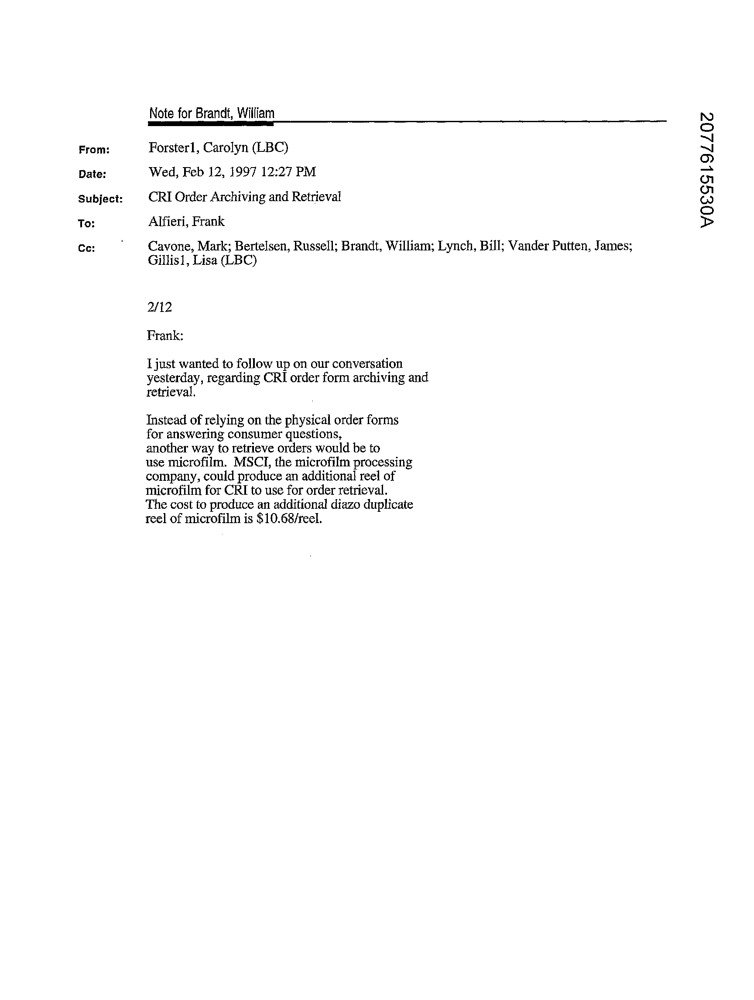 Note for Brandt, William
From: Forster1, Carolyn (LBC)
Date: Wed, Feb 12, 1997 12:27 PM
Subject: CRI Order Archiving and Retrieval
To: Alfieri, Frank
Cc: Cavone, Mark; Bertelsen, Russell; Brandt, William; Lynch, Bill; Vander Putten, James;
Gillis1, Lisa (LBC)
2/12
Frank:
I just wanted to follow up on our conversation
yesterday, regarding CRI order form archiving and
retrieval.
Instead of relying on the physical order forms
for answering consumer questions,
another way to retrieve orders would be to
use microfilm. MSCI, the microfilm processing
company, could produce an additional reel of
microfilm for CRI to use for order retrieval.
The cost to produce an additional diazo duplicate
reel of microfilm is $10.68/reel.
2077615530A